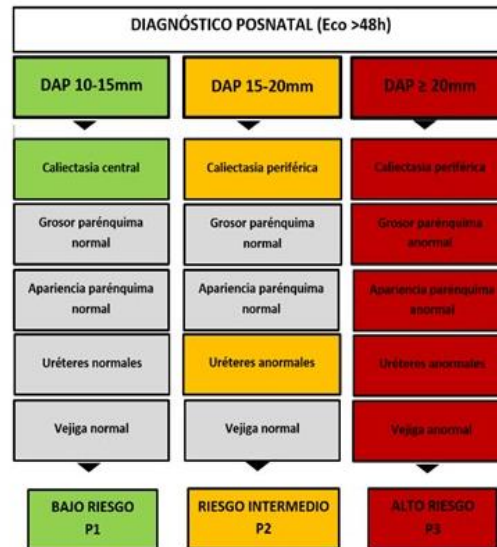 DIAGNÓSTICO POSNATAL (Eco >48h)
DAP 10-15mm
DAP 15-20mm
DAP ≥ 20mm
Caliectasia central
Caliectasia periférica
Caliectasia periférica
Grosor parénquima
normal
Grosor parénquima
normal
Grosor parénquima
anormal
Apariencia parénquima
normal
Apariencia parénquima
normal
Apariencia parénquima
anormal
Uréteres normales
Uréteres anormales
Uréteres anormales
Vejiga normal
Vejiga normal
Vejiga anormal
BAJO RIESGO
P1
RIESGO INTERMEDIO
P2
ALTO RIESGO
P3